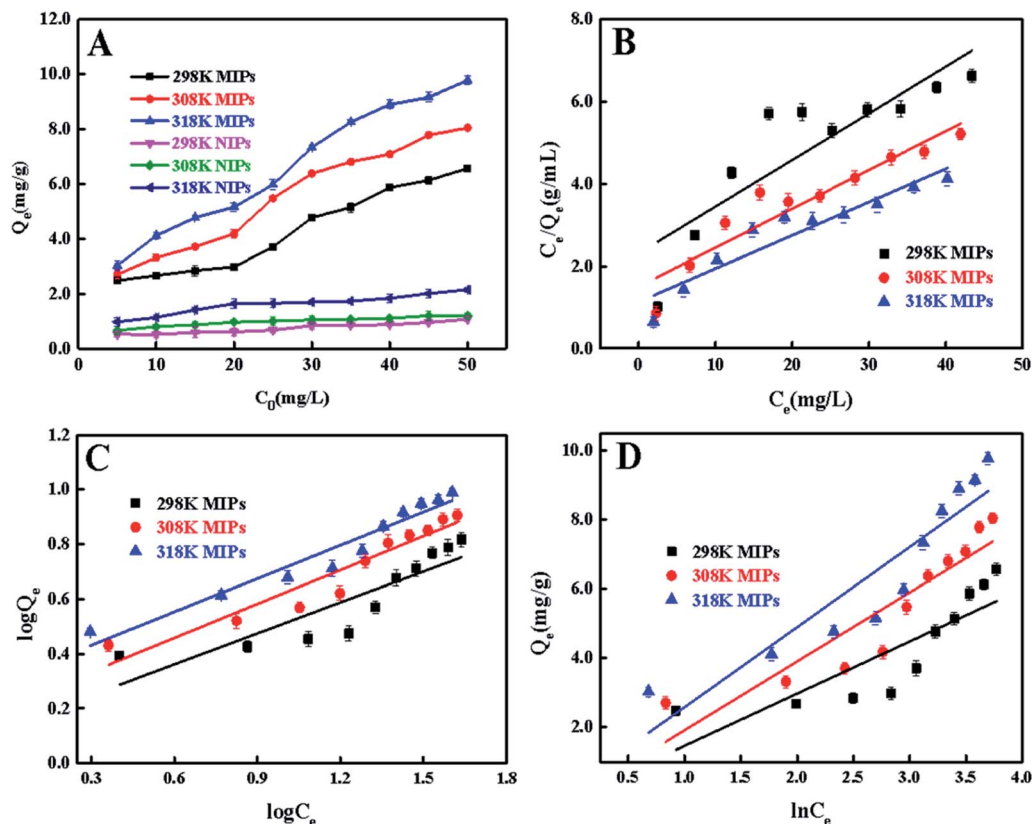 A
298K MIPs
308K MIPs
318K MIPs
298K NIPs
308K NIPs
318K NIPs
12.0
10.0
8.0
6.0
4.0
2.0
0.0
10 20 30 40 50
Qe(mg/g)
C0(mg/L)
B
298K MIPs
308K MIPs
318K MIPs
8.0
6.0
4.0
2.0
0.0
0 10 20 30 40 50
Ce/Qe(g/mL)
Ce(mg/L)
C
298K MIPs
308K MIPs
318K MIPs
1.2
1.0
0.8
0.6
0.4
0.2
0.0
0.3 0.6 0.9 1.2 1.5 1.8
logQe
logCe
D
298K MIPs
308K MIPs
318K MIPs
10.0
8.0
6.0
4.0
2.0
0.5 1.0 1.5 2.0 2.5 3.0 3.5 4.0
Qe(mg/g)
lnCe